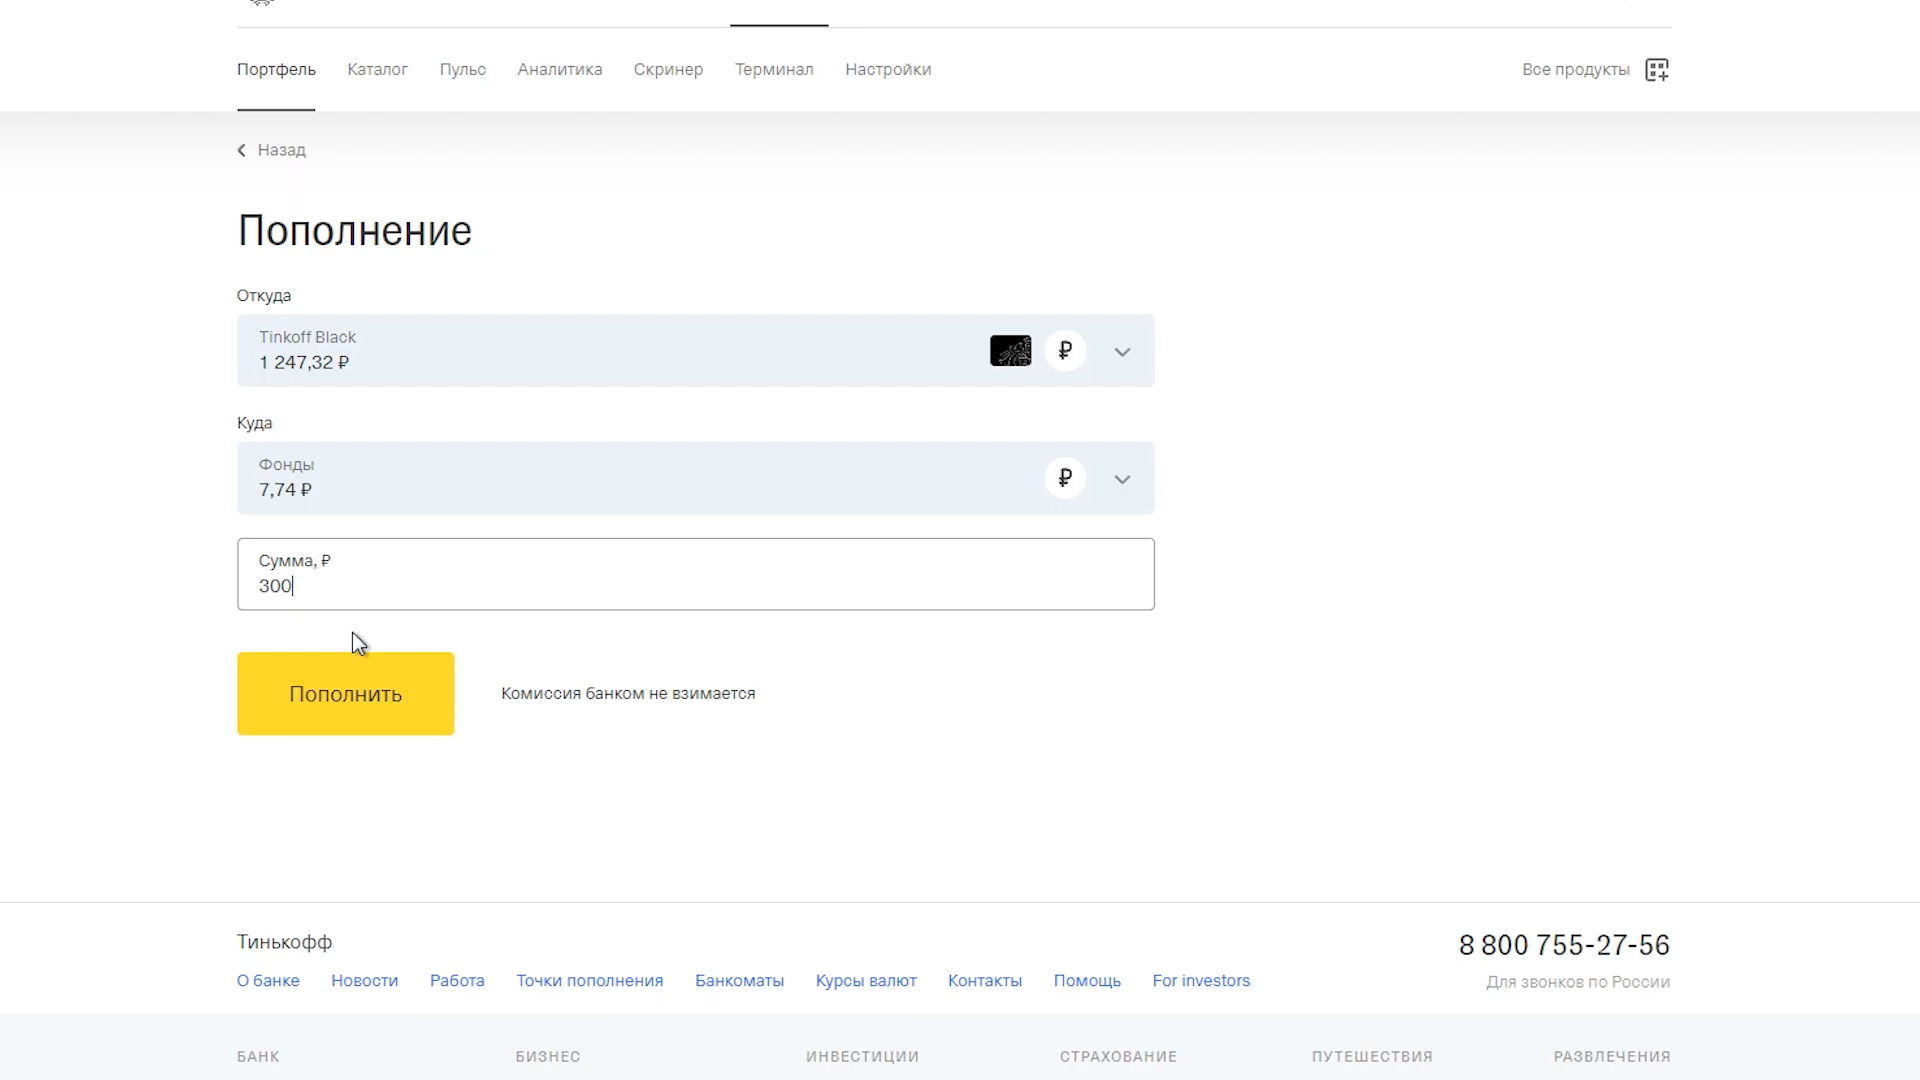 Портфель Каталог Пульс Аналитика Скринер Терминал Настройки Все продукты
Назад
Пополнение
Откуда
Tinkoff Black
1 247,32 ₽
₽
Куда
Фонды
7,74 ₽
₽
Сумма, ₽
300
Пополнить
Комиссия банком не взимается
Тинькофф
8 800 755-27-56
О банке Новости Работа Точки пополнения Банкоматы Курсы валют Контакты Помощь For investors
Для звонков по России
БАНК БИЗНЕС ИНВЕСТИЦИИ СТРАХОВАНИЕ ПУТЕШЕСТВИЯ РАЗВЛЕЧЕНИЯ